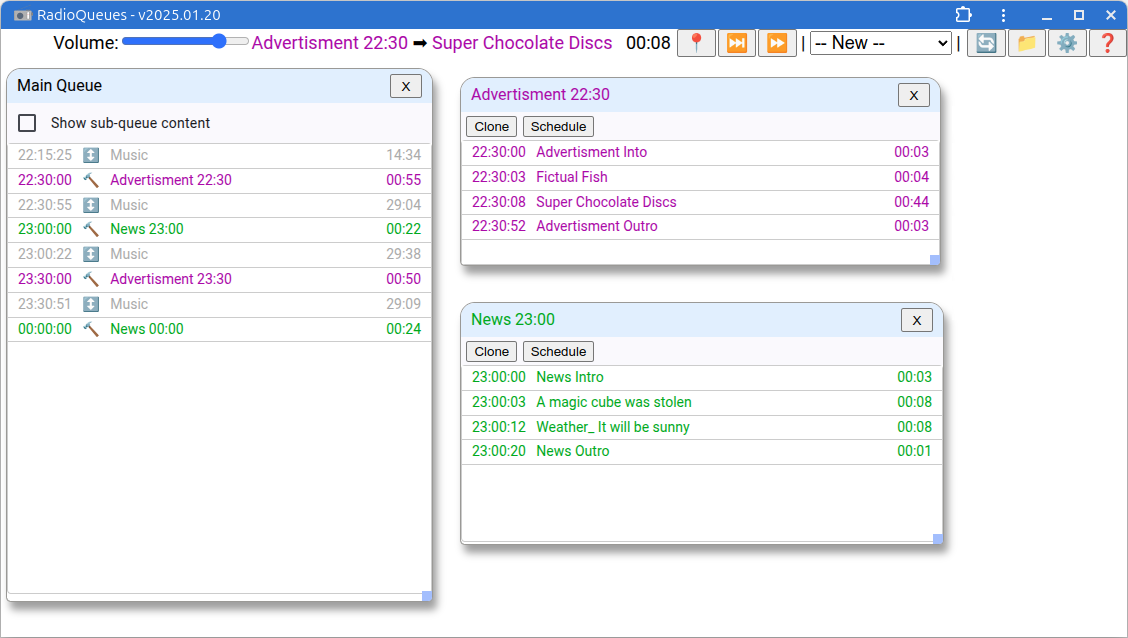 RadioQueues - v2025.01.20
Volume: Advertisment 22:30 ➡ Super Chocolate Discs 00:08 | -- New -- |
Main Queue X
Show sub-queue content
22:15:25 Music 14:34
22:30:00 Advertisment 22:30 00:55
22:30:55 Music 29:04
23:00:00 News 23:00 00:22
23:00:22 Music 29:38
23:30:00 Advertisment 23:30 00:50
23:30:51 Music 29:09
00:00:00 News 00:00 00:24
Advertisment 22:30 X
Clone Schedule
22:30:00 Advertisment Into 00:03
22:30:03 Fictual Fish 00:04
22:30:08 Super Chocolate Discs 00:44
22:30:52 Advertisment Outro 00:03
News 23:00 X
Clone Schedule
23:00:00 News Intro 00:03
23:00:03 A magic cube was stolen 00:08
23:00:12 Weather_ It will be sunny 00:08
23:00:20 News Outro 00:01